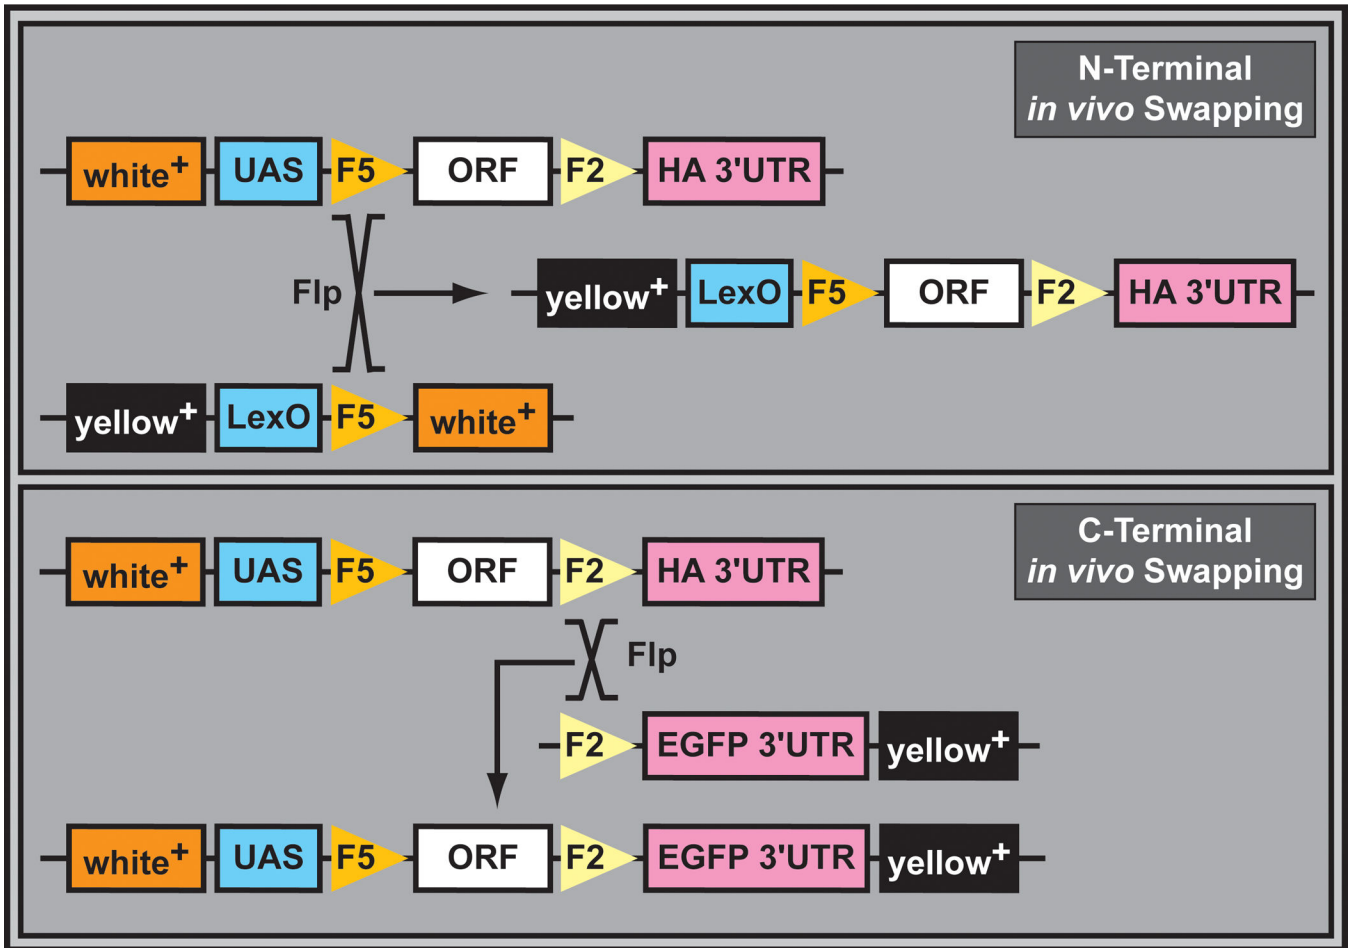 N-Terminal
in vivo Swapping
white+ UAS F5 ORF F2 HA 3'UTR
Flp
yellow+ LexO F5 ORF F2 HA 3'UTR
yellow+ LexO F5 white+
C-Terminal
in vivo Swapping
white+ UAS F5 ORF F2 HA 3'UTR
Flp
F2 EGFP 3'UTR yellow+
white+ UAS F5 ORF F2 EGFP 3'UTR yellow+